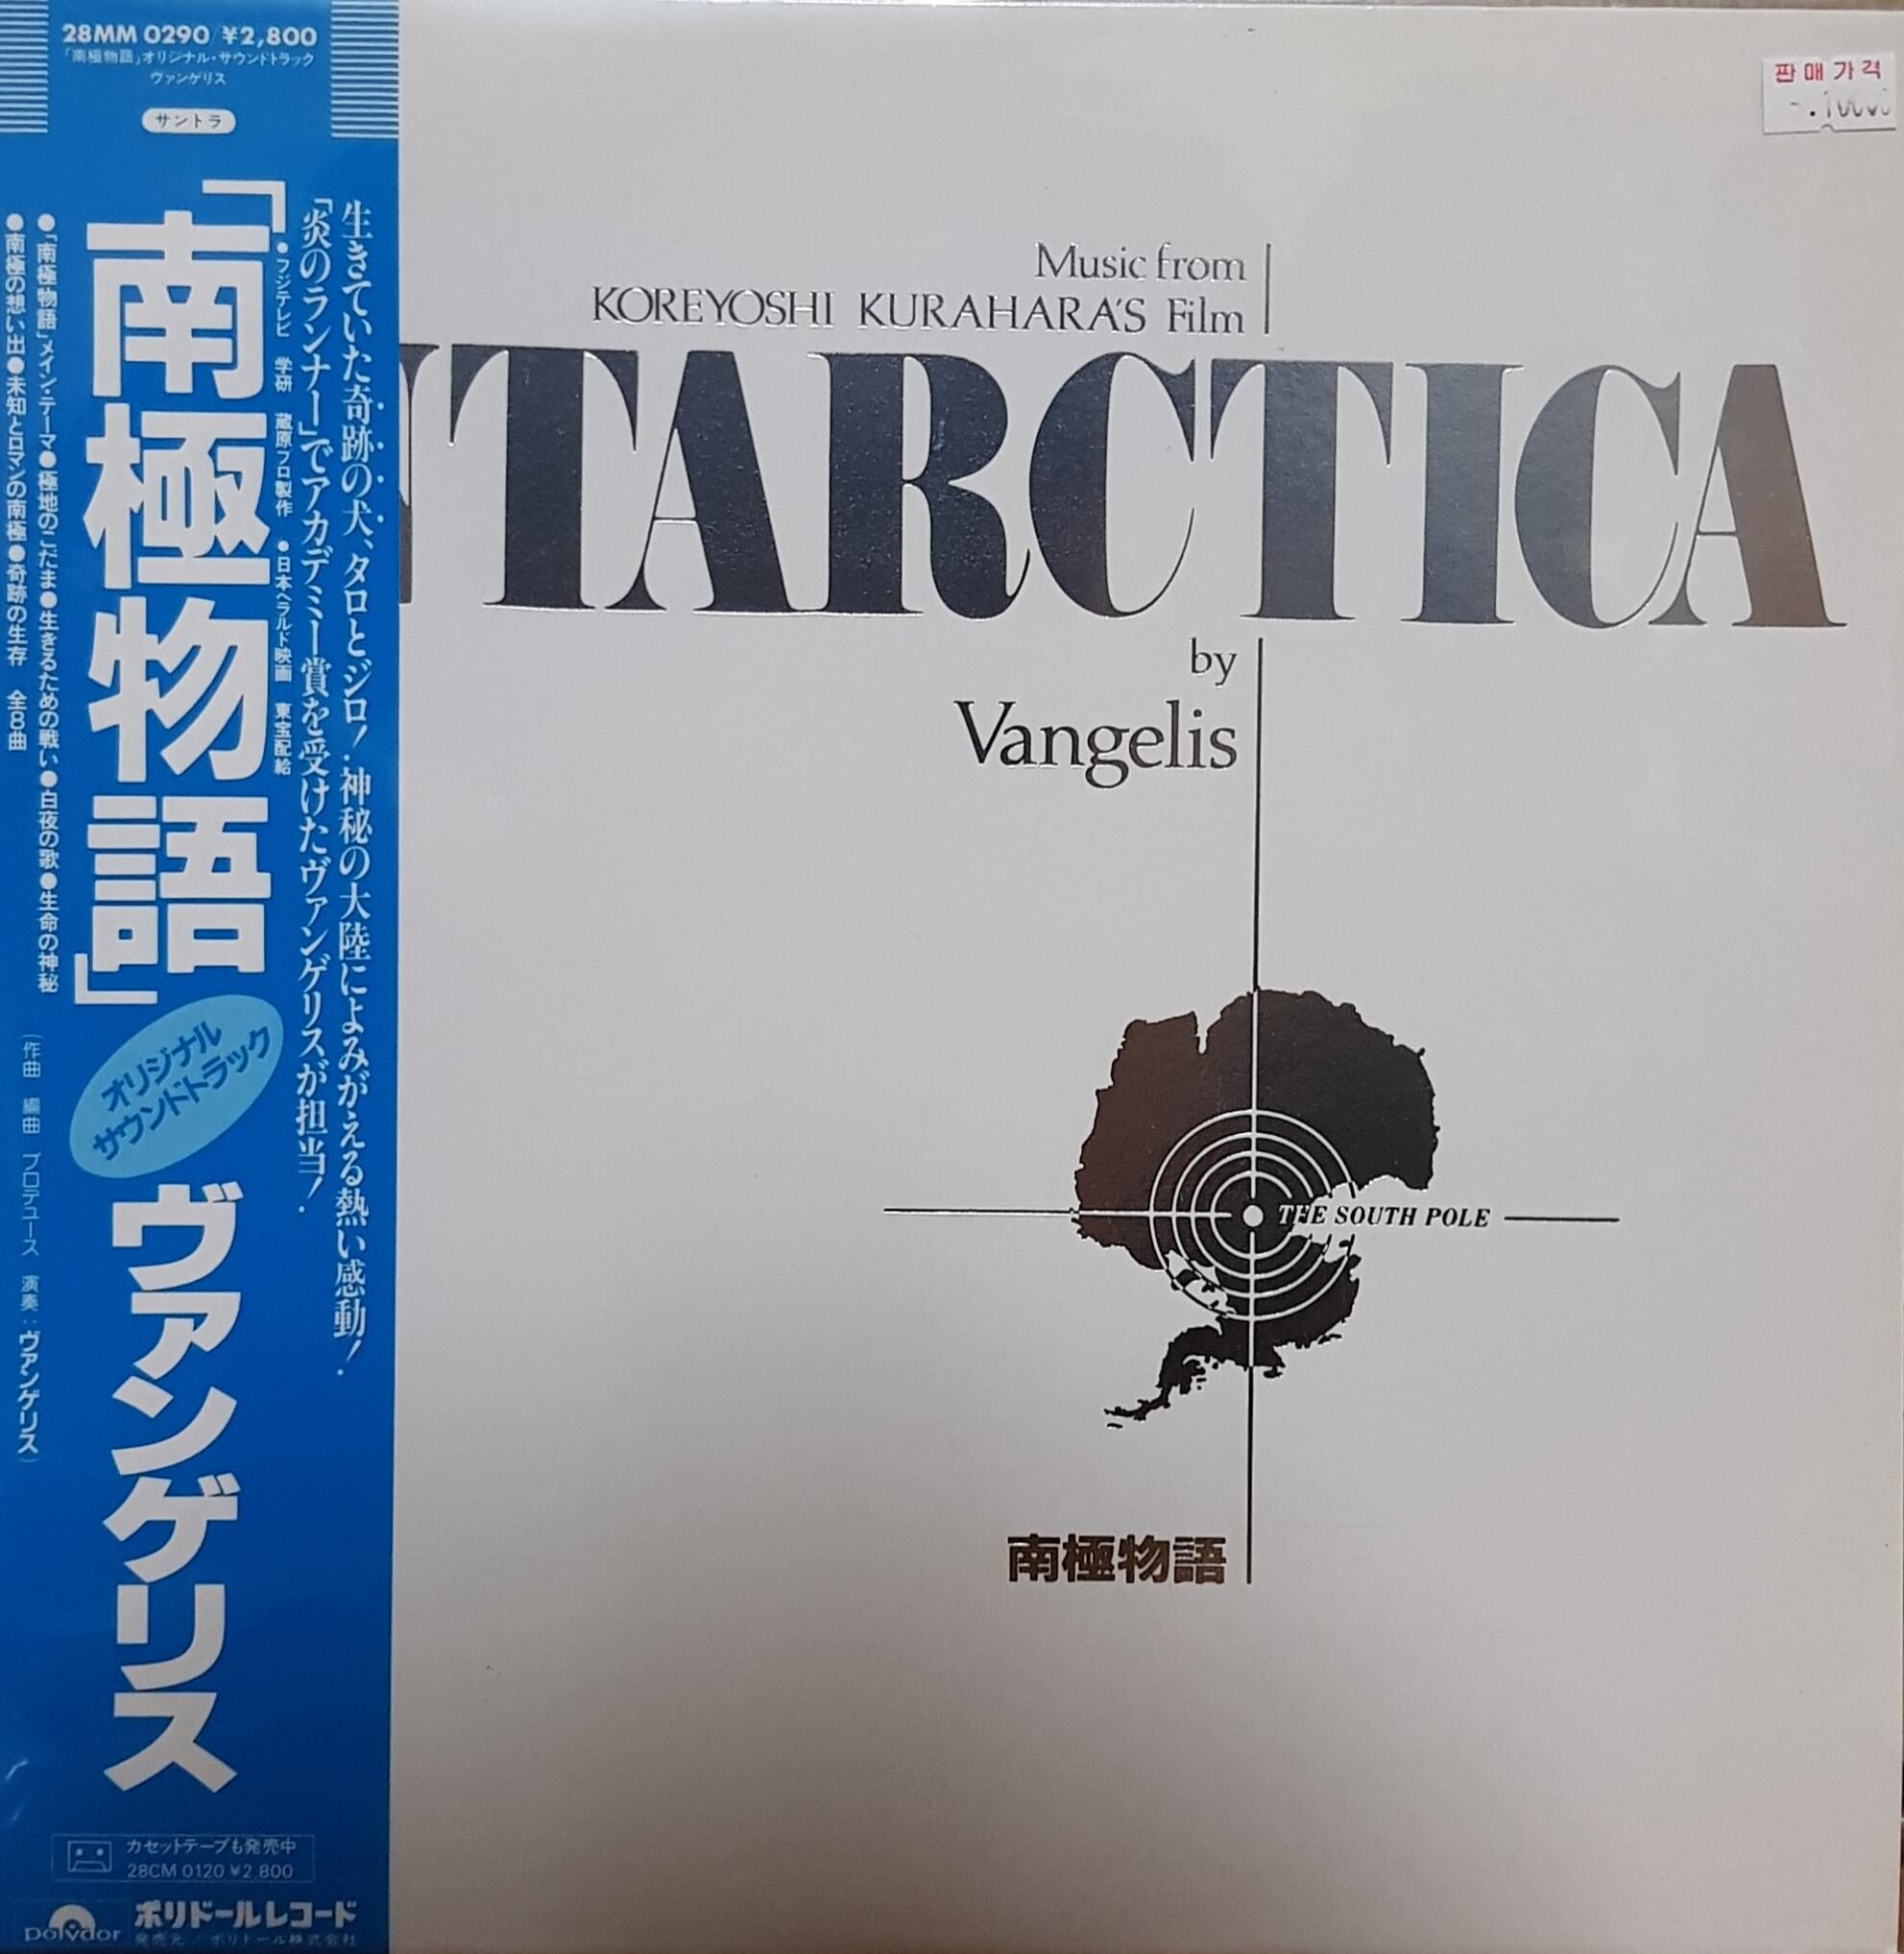 28MM 0290 ¥2,800
「南極物語」オリジナル・サウンドトラック
ヴァンゲリス
サントラ
生きていた奇跡の犬、タロとジロ!神秘の大陸によみがえる熱い感動!
「炎のランナー」でアカデミー賞を受けたヴァンゲリスが担当!
●フジテレビ 学研 蔵原プロ製作 ●日本ヘラルド映画 東宝配給
「南極物語」
オリジナル
サウンドトラック
ヴァンゲリス
●「南極物語」メイン・テーマ●極地のこだま●生きるための戦い●白夜の歌●生命の神秘
●南極の想い出●未知とロマンの南極●奇跡の生存 全8曲
(作曲 編曲 プロデュース 演奏:ヴァンゲリス)
カセットテープも発売中
28CM 0120 ¥2,800
polydor
ポリドールレコード
発売元/ポリドール株式会社
판매가격
Music from
KOREYOSHI KURAHARA'S Film
NTARCTICA
by
Vangelis
THE SOUTH POLE
南極物語